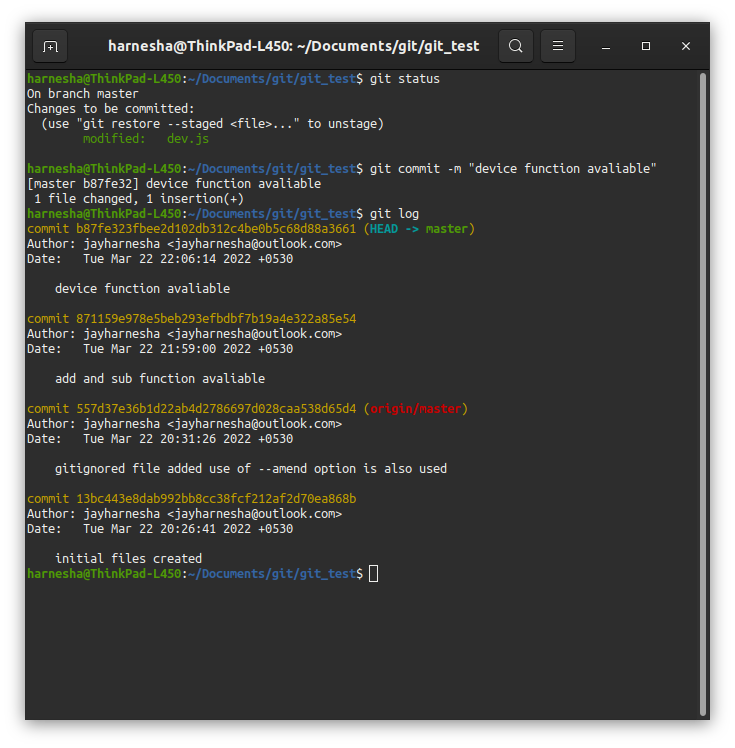 harnesha@ThinkPad-L450: ~/Documents/git/git_test
harnesha@ThinkPad-L450:~/Documents/git/git_test$ git status
On branch master
Changes to be committed:
  (use "git restore --staged <file>..." to unstage)
        modified:   dev.js

harnesha@ThinkPad-L450:~/Documents/git/git_test$ git commit -m "device function avaliable"
[master b87fe32] device function avaliable
 1 file changed, 1 insertion(+)
harnesha@ThinkPad-L450:~/Documents/git/git_test$ git log
commit b87fe323fbee2d102db312c4be0b5c68d88a3661 (HEAD -> master)
Author: jayharnesha <jayharnesha@outlook.com>
Date:   Tue Mar 22 22:06:14 2022 +0530

    device function avaliable

commit 871159e978e5beb293efbdbf7b19a4e322a85e54
Author: jayharnesha <jayharnesha@outlook.com>
Date:   Tue Mar 22 21:59:00 2022 +0530

    add and sub function avaliable

commit 557d37e36b1d22ab4d2786697d028caa538d65d4 (origin/master)
Author: jayharnesha <jayharnesha@outlook.com>
Date:   Tue Mar 22 20:31:26 2022 +0530

    gitignored file added use of --amend option is also used

commit 13bc443e8dab992bb8cc38fcf212af2d70ea868b
Author: jayharnesha <jayharnesha@outlook.com>
Date:   Tue Mar 22 20:26:41 2022 +0530

    initial files created
harnesha@ThinkPad-L450:~/Documents/git/git_test$